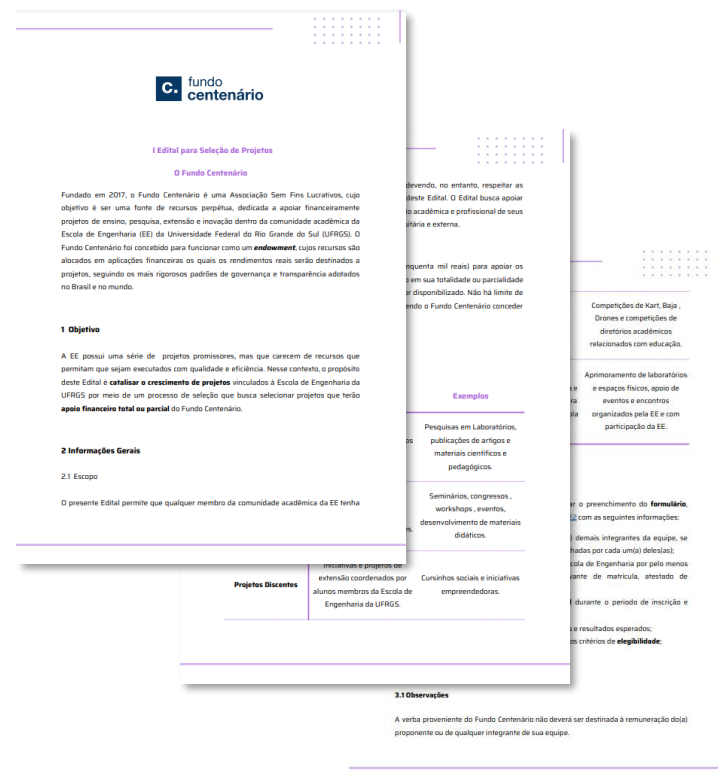 C. fundo
centenário
I Edital para Seleção de Projetos
O Fundo Centenário
Fundado em 2017, o Fundo Centenário é uma Associação Sem Fins Lucrativos, cujo
objetivo é ser uma fonte de recursos perpétua, dedicada a apoiar financeiramente
projetos de ensino, pesquisa, extensão e inovação dentro da comunidade acadêmica da
Escola de Engenharia (EE) da Universidade Federal do Rio Grande do Sul (UFRGS). O
Fundo Centenário foi concebido para funcionar como um endowment, cujos recursos são
alocados em aplicações financeiras os quais os rendimentos reais serão destinados a
projetos, seguindo os mais rigorosos padrões de governança e transparência adotados
no Brasil e no mundo.
1 Objetivo
A EE possui uma série de projetos promissores, mas que carecem de recursos que
permitam que sejam executados com qualidade e eficiência. Nesse contexto, o propósito
deste Edital é catalisar o crescimento de projetos vinculados à Escola de Engenharia da
UFRGS por meio de um processo de seleção que busca selecionar projetos que terão
apoio financeiro total ou parcial do Fundo Centenário.
2 Informações Gerais
2.1 Escopo
O presente Edital permite que qualquer membro da comunidade acadêmica da EE tenha
devendo, no entanto, respeitar as
deste Edital. O Edital busca apoiar
acadêmica e profissional de seus
e externa.
mil reais) para apoiar os
em sua totalidade ou parcialidade
disponibilizado. Não há limite de
o Fundo Centenário conceder
Exemplos
Pesquisas em Laboratórios,
publicações de artigos e
materiais científicos e
pedagógicos.
Seminários, congressos ,
workshops , eventos,
desenvolvimento de materiais
didáticos.
Projetos Discentes
Iniciativas e projetos de
extensão coordenados por
alunos membros da Escola de
Engenharia da UFRGS.
Cursinhos sociais e iniciativas
empreendedoras.
Competições de Kart, Baja ,
Drones e competições de
diretórios acadêmicos
relacionados com educação.
Aprimoramento de laboratórios
e espaços físicos, apoio de
eventos e encontros
organizados pela EE e com
participação da EE.
o preenchimento do formulário,
com as seguintes informações:
demais integrantes da equipe, se
por cada um(a) deles(as);
de Engenharia por pelo menos
de matrícula, atestado de
durante o período de inscrição e
e resultados esperados;
os critérios de elegibilidade;
3.1 Observações
A verba proveniente do Fundo Centenário não deverá ser destinada à remuneração do(a)
proponente ou de qualquer integrante de sua equipe.